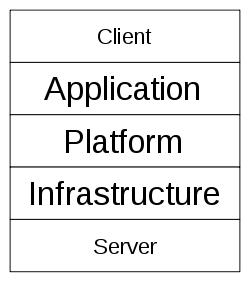 Client
Application
Platform
Infrastructure
Server